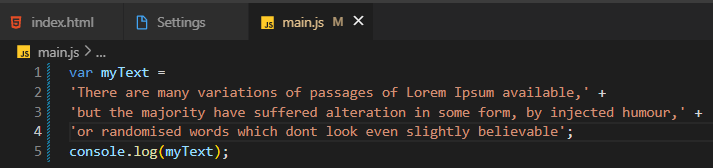 index.html Settings JS main.js M
JS main.js > ...
1 var myText =
2 'There are many variations of passages of Lorem Ipsum available,' +
3 'but the majority have suffered alteration in some form, by injected humour,' +
4 'or randomised words which dont look even slightly believable';
5 console.log(myText);